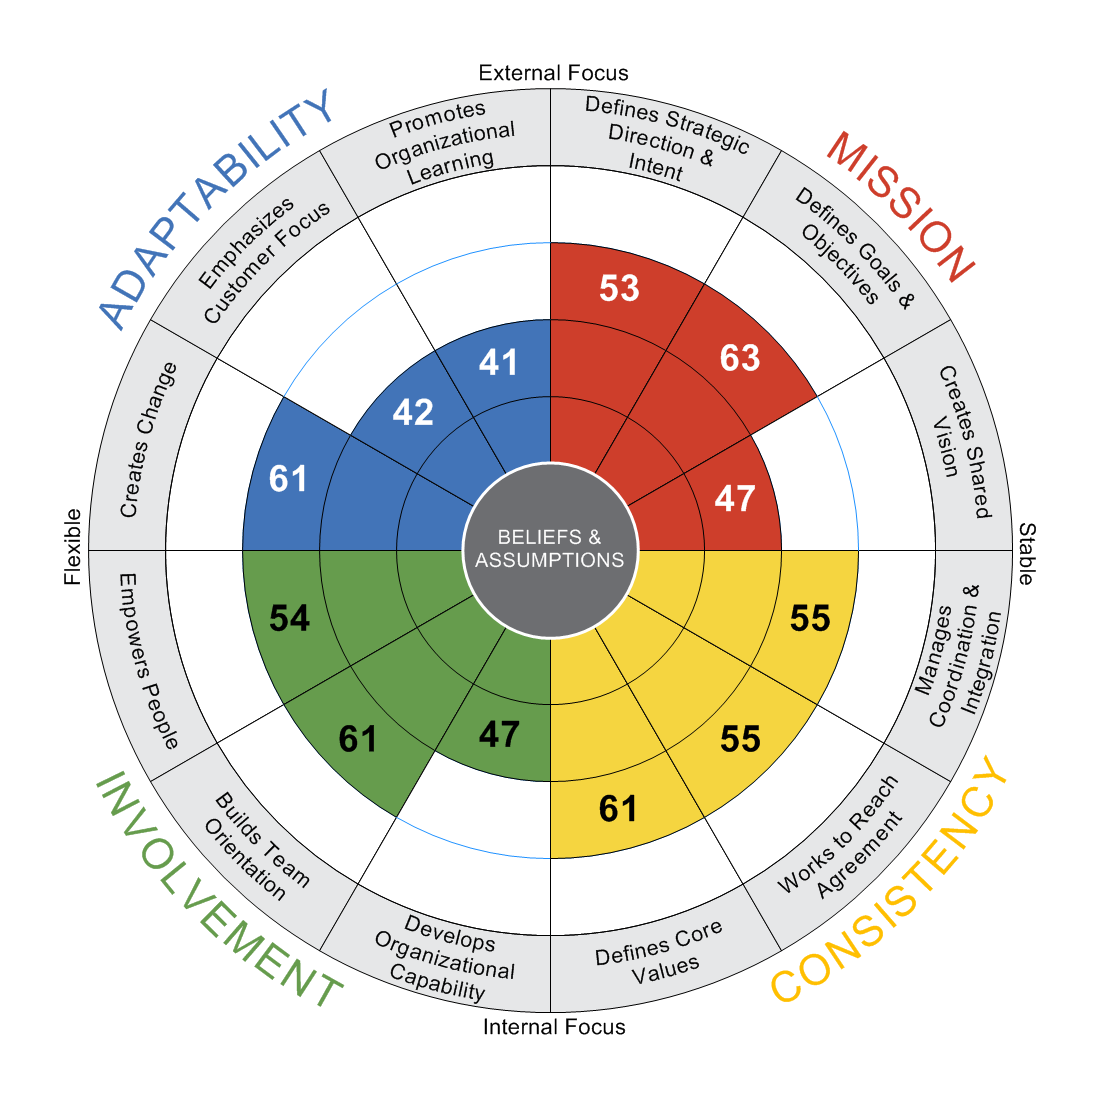 External Focus
ADAPTABILITY
MISSION
Promotes
Organizational
Learning
Defines Strategic
Direction &
Intent
Emphasizes
Customer Focus
Defines Goals &
Objectives
Creates Change
Creates Shared
Vision
53
63
47
41
42
61
BELIEFS &
ASSUMPTIONS
Flexible
Stable
54
61
47
55
55
61
Empowers People
Manages
Coordination &
Integration
Builds Team
Orientation
Works to Reach
Agreement
Develops
Organizational
Capability
Defines Core
Values
INVOLVEMENT
CONSISTENCY
Internal Focus